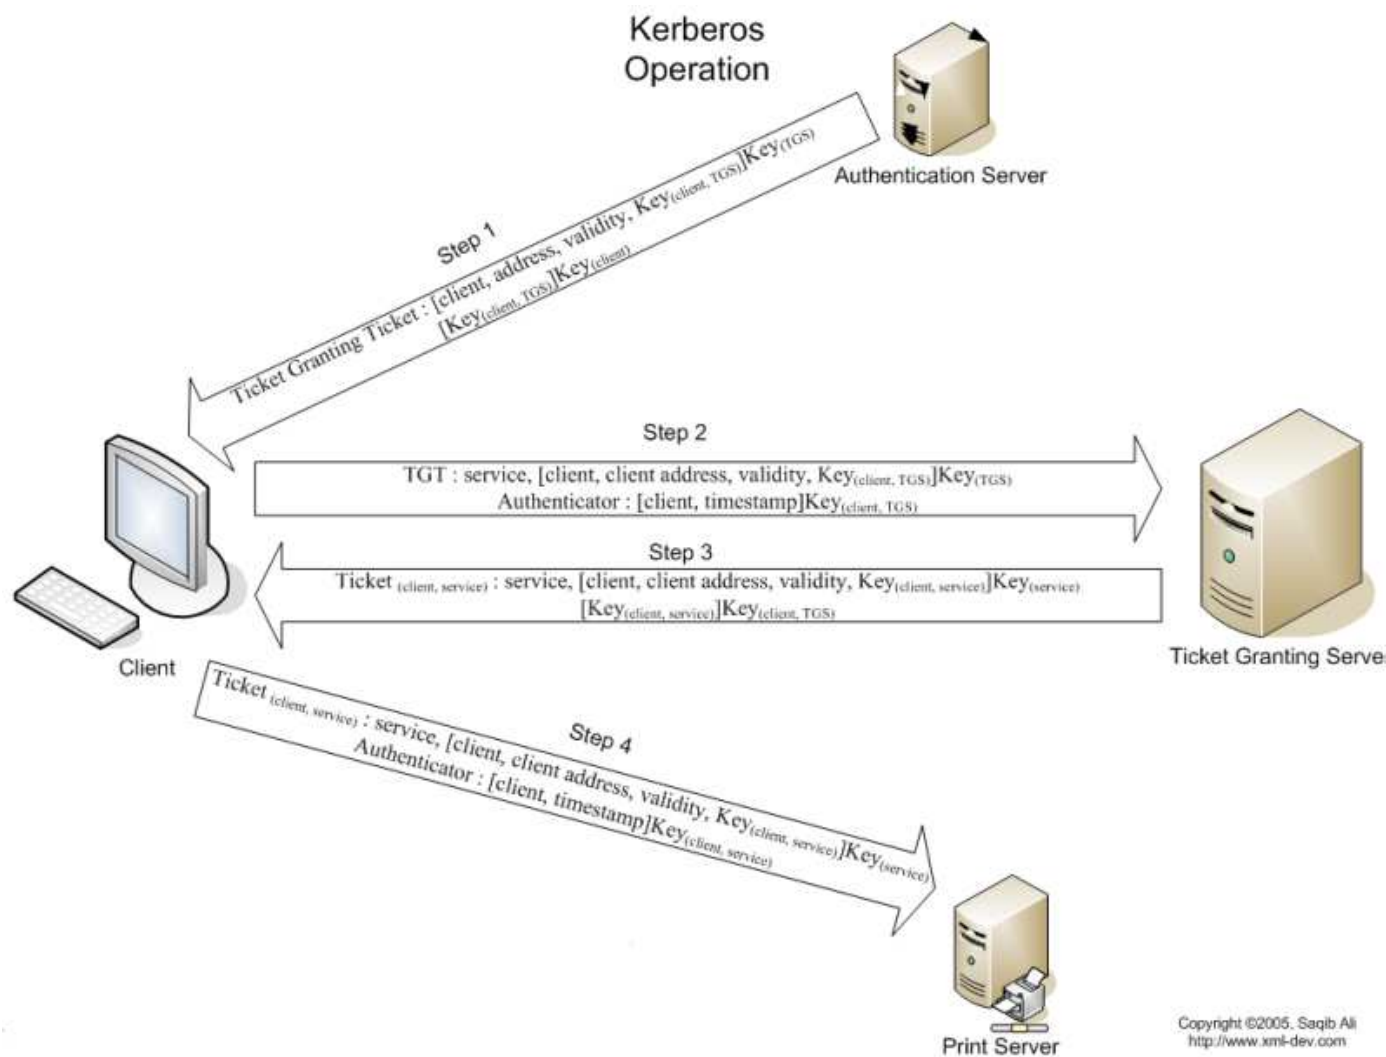 Kerberos
Operation
Authentication Server
Step 1
Ticket Granting Ticket : [client, address, validity, Key(client, TGS)]Key(TGS)
[Key(client, TGS)]Key(client)
Step 2
TGT : service, [client, client address, validity, Key(client, TGS)]Key(TGS)
Authenticator : [client, timestamp]Key(client, TGS)
Step 3
Ticket (client, service) : service, [client, client address, validity, Key(client, service)]Key(service)
[Key(client, service)]Key(client, TGS)
Client
Ticket Granting Serve
Step 4
Ticket (client, service) : service, [client, client address, validity, Key(client, service)]Key(service)
Authenticator : [client, timestamp]Key(client, service)
Print Server
Copyright ©2005, Saqib Ali
http://www.xml-dev.com